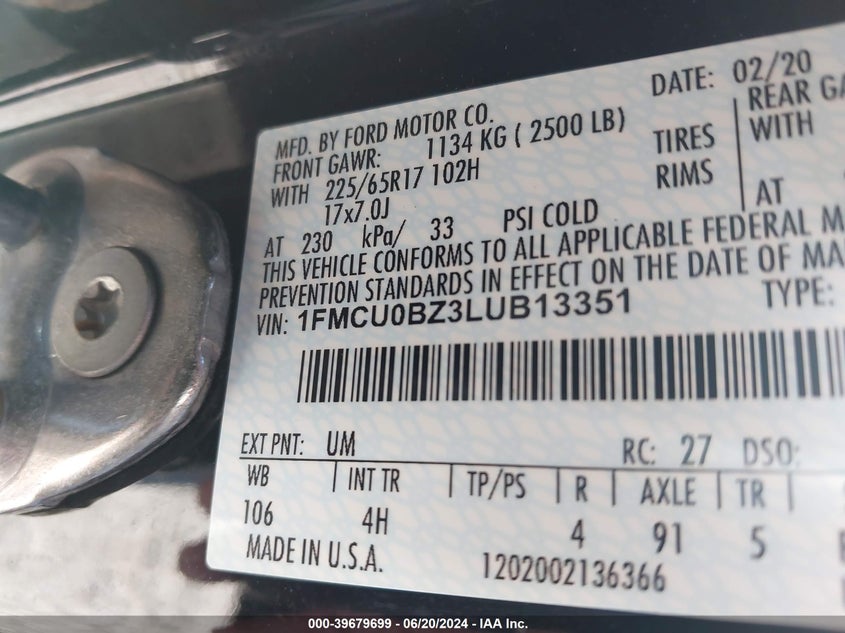 DATE: 02/20
MFD. BY FORD MOTOR CO.
FRONT GAWR: 1134 KG ( 2500 LB) REAR
WITH 225/65R17 102H TIRES WITH
17x7.0J RIMS
AT 230 kPa/ 33 PSI COLD AT
THIS VEHICLE CONFORMS TO ALL APPLICABLE FEDERAL
PREVENTION STANDARDS IN EFFECT ON THE DATE OF
VIN: 1FMCU0BZ3LUB13351 TYPE:
EXT PNT: UM RC: 27 DSO:
WB INT TR TP/PS R AXLE TR
106 4H 4 91 5
MADE IN U.S.A. 1202002136366
000-39679699 / 06/20/2024 - IAA Inc.